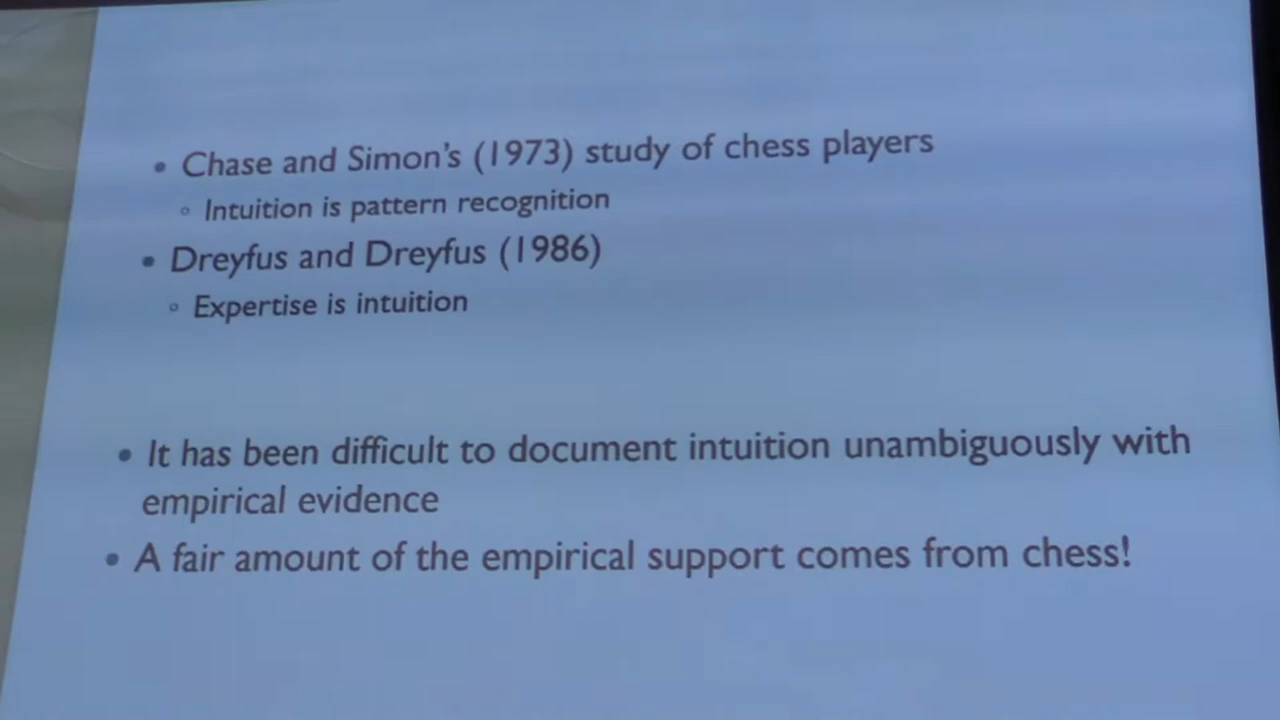 • Chase and Simon's (1973) study of chess players
◦ Intuition is pattern recognition
• Dreyfus and Dreyfus (1986)
◦ Expertise is intuition
• It has been difficult to document intuition unambiguously with
empirical evidence
• A fair amount of the empirical support comes from chess!